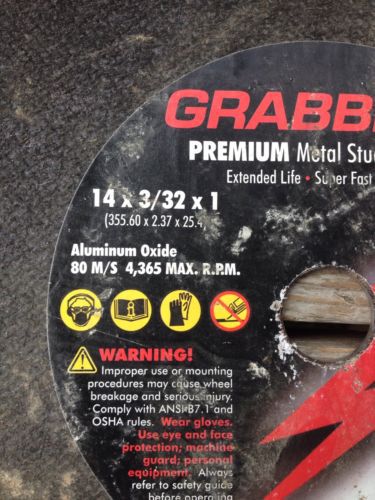 GRABB
PREMIUM Metal Stu
Extended Life • Super Fast
14 x 3/32 x 1
(355.60 x 2.37 x 25.4
Aluminum Oxide
80 M/S 4,365 MAX. R.P.M.
WARNING!
Improper use or mounting
procedures may cause wheel
breakage and serious injury.
Comply with ANSI B7.1 and
OSHA rules. Wear gloves.
Use eye and face
protection; machine
guard; personal
equipment. Always
refer to safety guide
before operating